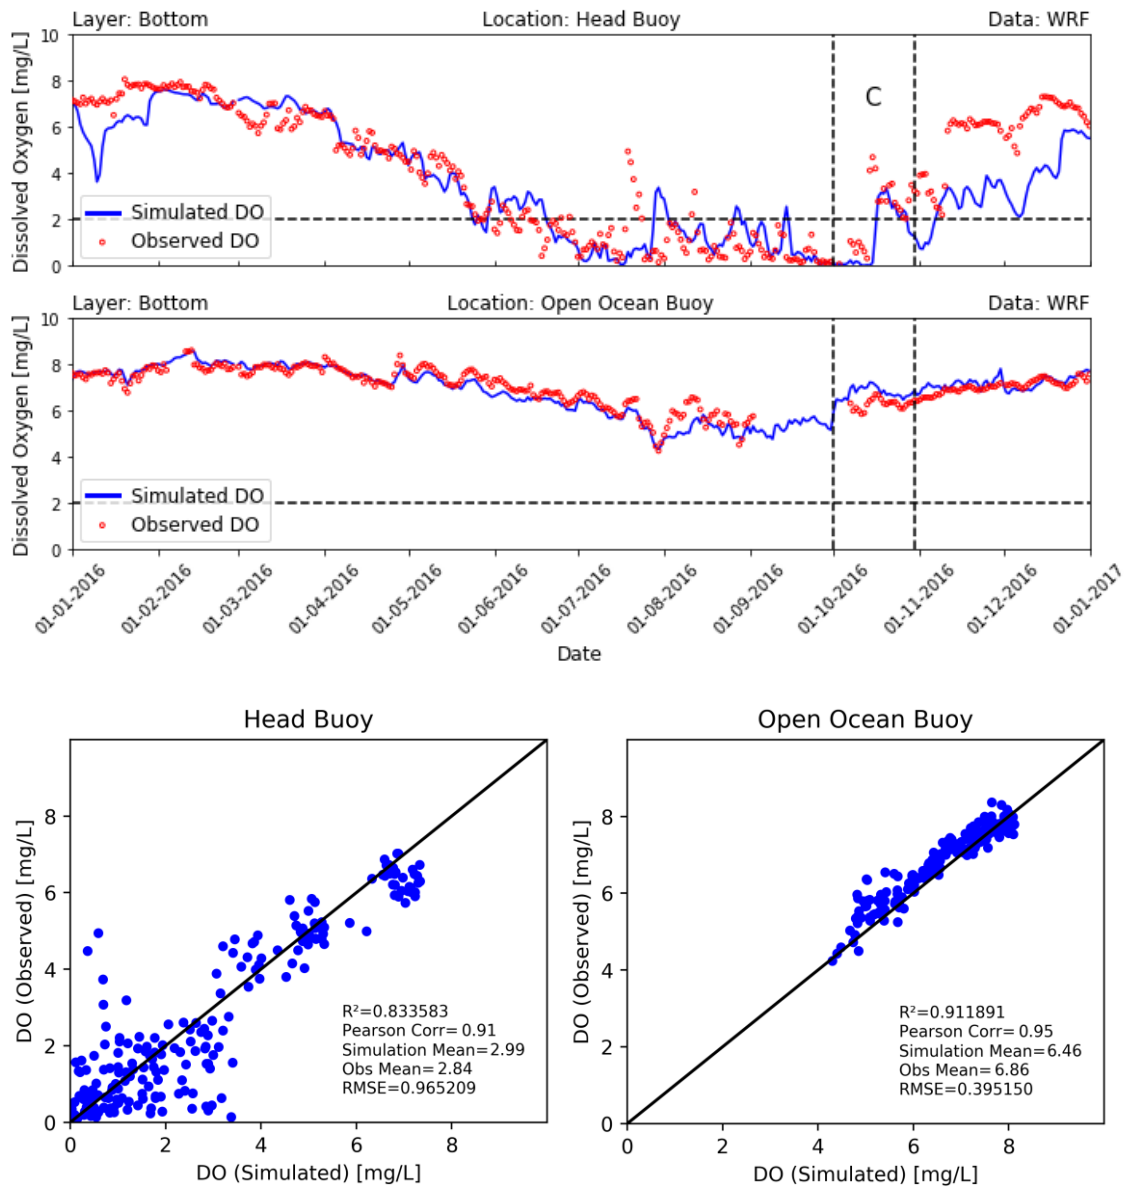 Layer: Bottom Location: Head Buoy Data: WRF
Dissolved Oxygen [mg/L]
10
8
6
4
2
0
C
Simulated DO
Observed DO
Layer: Bottom Location: Open Ocean Buoy Data: WRF
Dissolved Oxygen [mg/L]
10
8
6
4
2
0
Simulated DO
Observed DO
01-01-2016 01-02-2016 01-03-2016 01-04-2016 01-05-2016 01-06-2016 01-07-2016 01-08-2016 01-09-2016 01-10-2016 01-11-2016 01-12-2016 01-01-2017
Date
Head Buoy
DO (Observed) [mg/L]
8
6
4
2
0
R²=0.833583
Pearson Corr= 0.91
Simulation Mean=2.99
Obs Mean=2.84
RMSE=0.965209
0 2 4 6 8
DO (Simulated) [mg/L]
Open Ocean Buoy
DO (Observed) [mg/L]
8
6
4
2
0
R²=0.911891
Pearson Corr= 0.95
Simulation Mean=6.46
Obs Mean=6.86
RMSE=0.395150
0 2 4 6 8
DO (Simulated) [mg/L]